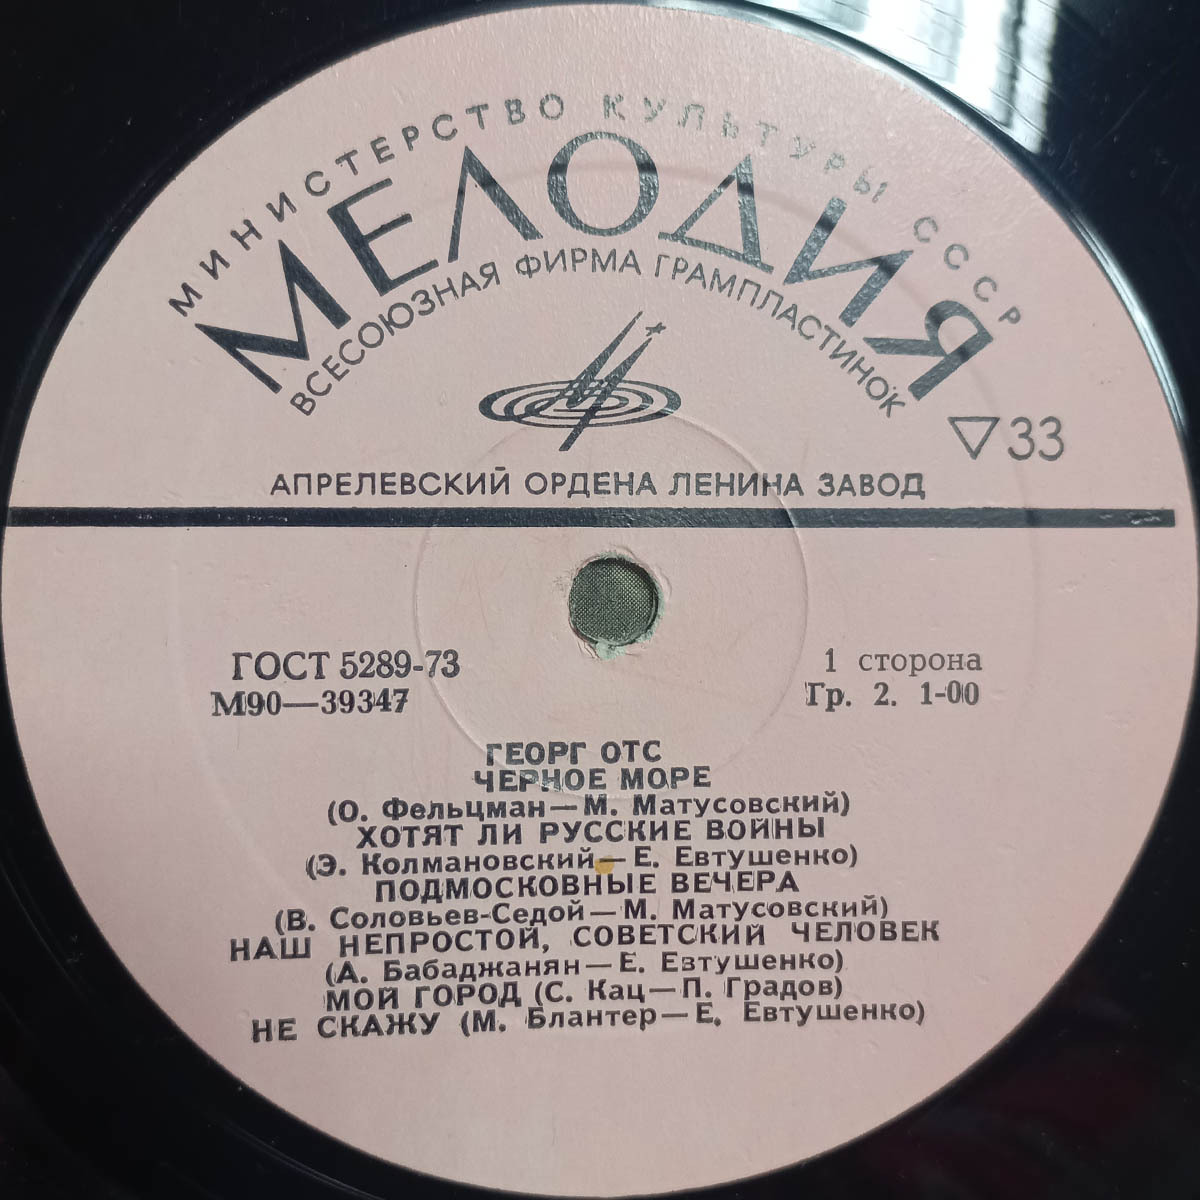 МИНИСТЕРСТВО КУЛЬТУРЫ СССР
МЕЛОДИЯ
ВСЕСОЮЗНАЯ ФИРМА ГРАМПЛАСТИНОК
▽33
АПРЕЛЕВСКИЙ ОРДЕНА ЛЕНИНА ЗАВОД
ГОСТ 5289-73
М90—39347
1 сторона
Гр. 2. 1-00
ГЕОРГ ОТС
ЧЕРНОЕ МОРЕ
(О. Фельцман—М. Матусовский)
ХОТЯТ ЛИ РУССКИЕ ВОЙНЫ
(Э. Колмановский—Е. Евтушенко)
ПОДМОСКОВНЫЕ ВЕЧЕРА
(В. Соловьев-Седой—М. Матусовский)
НАШ НЕПРОСТОЙ, СОВЕТСКИЙ ЧЕЛОВЕК
(А. Бабаджанян—Е. Евтушенко)
МОЙ ГОРОД (С. Кац—П. Градов)
НЕ СКАЖУ (М. Блантер—Е. Евтушенко)